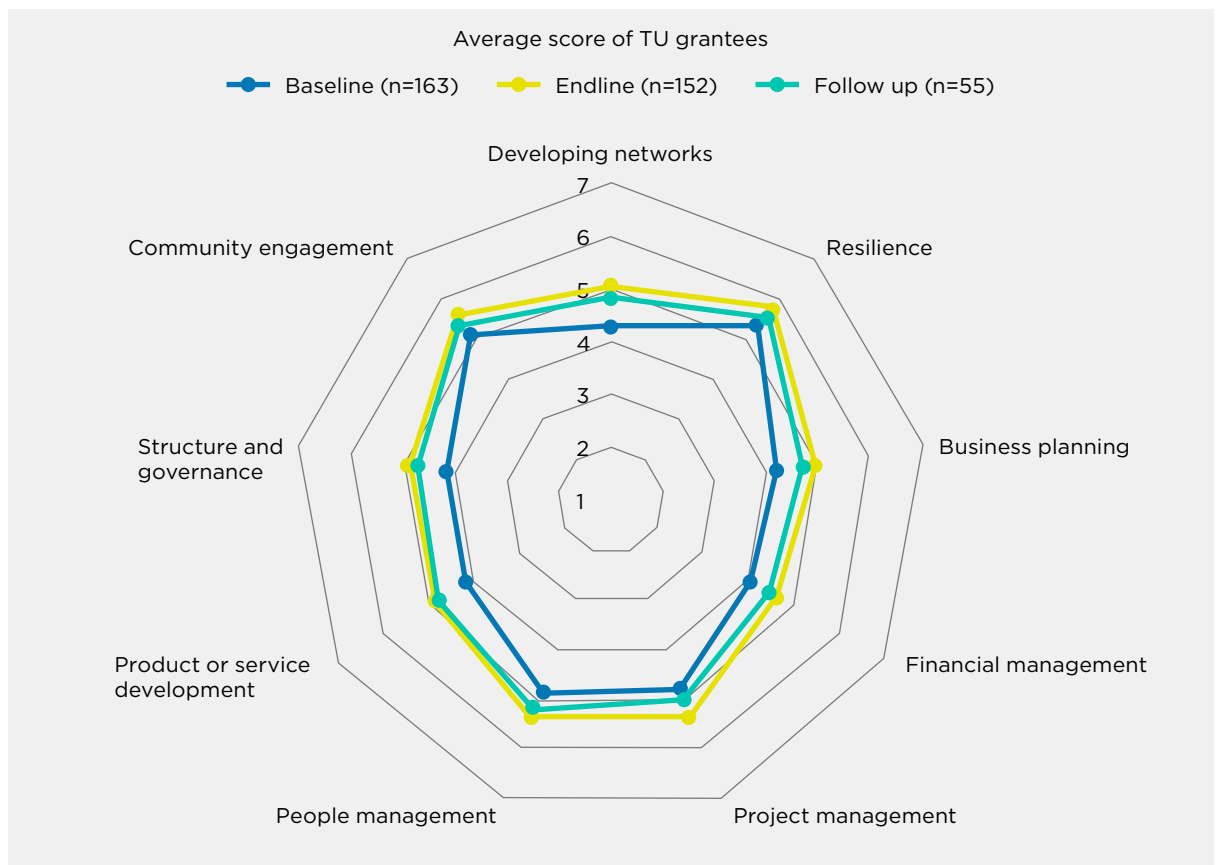 Average score of TU grantees
Baseline (n=163)
Endline (n=152)
Follow up (n=55)
Developing networks
7
Community engagement
Resilience
6
5
4
3
Structure and
governance
Business planning
2
1
Product or service
development
Financial management
People management
Project management